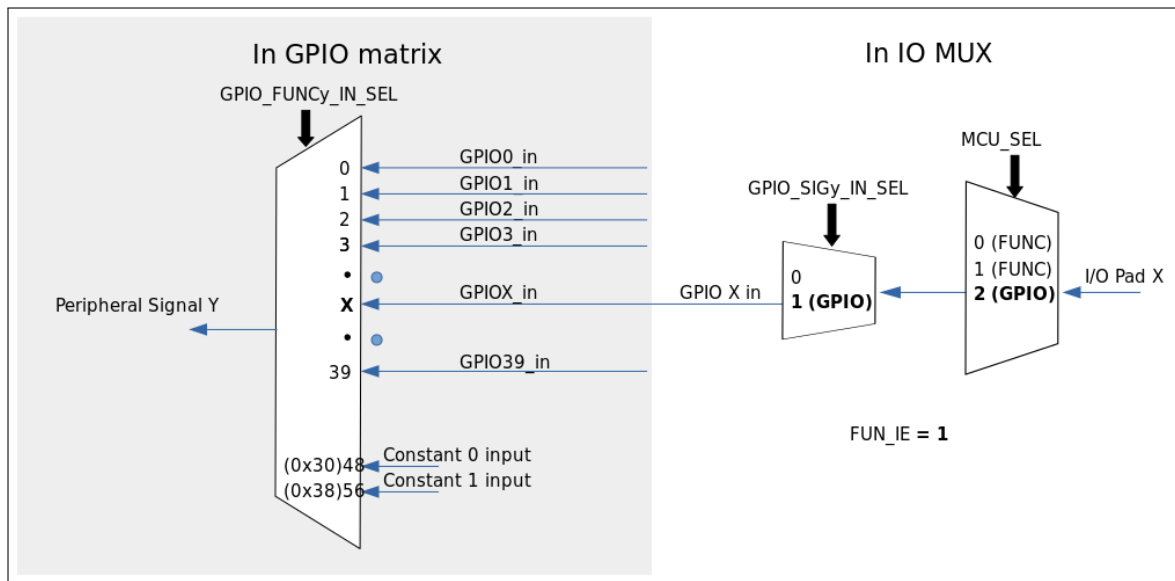 In GPIO matrix
In IO MUX
GPIO_FUNCy_IN_SEL
MCU_SEL
GPIO_SIGy_IN_SEL
0
GPIO0_in
1
GPIO1_in
2
GPIO2_in
3
GPIO3_in
X
GPIOX_in
GPIO X in
0
1 (GPIO)
0 (FUNC)
1 (FUNC)
2 (GPIO)
I/O Pad X
Peripheral Signal Y
39
GPIO39_in
FUN_IE = 1
(0x30)48
Constant 0 input
(0x38)56
Constant 1 input